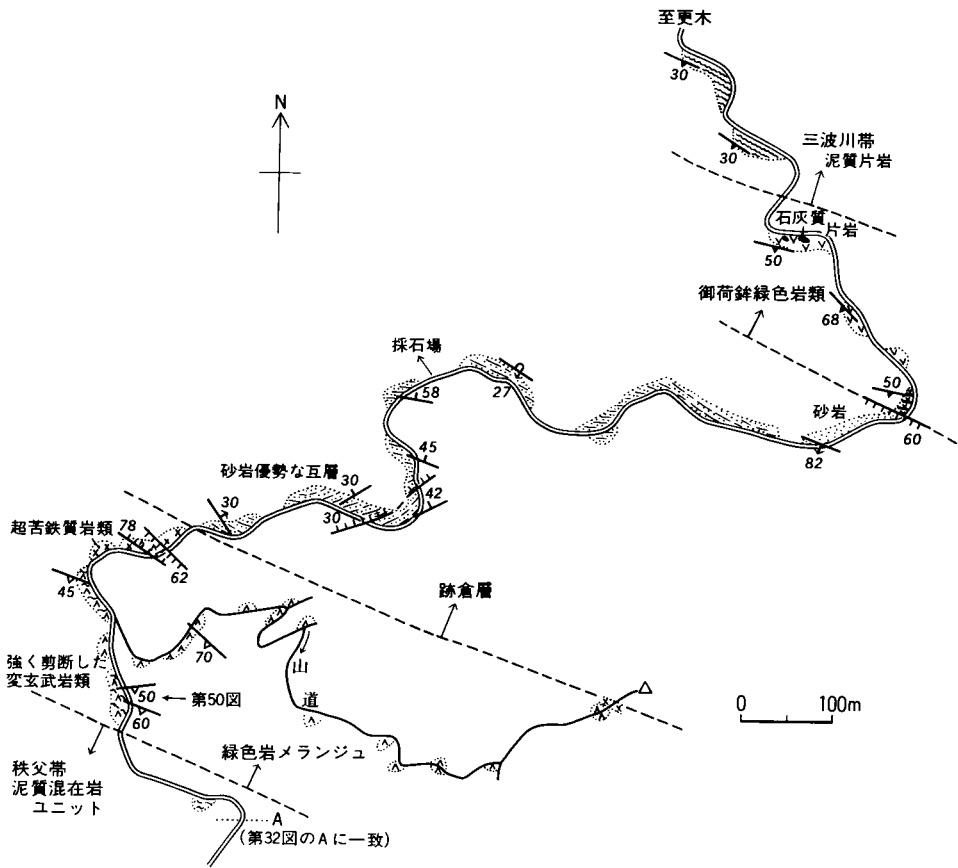 至更木
30
N
三波川帯
泥質片岩
30
石灰質
片岩
50
御荷鉾緑色岩類
68
採石場
58
27
50
砂岩
60
82
45
砂岩優勢な互層
30
42
30
30
超苦鉄質岩類
78
62
45
跡倉層
70
山
道
強く剪断した
変玄武岩類
50
第50図
60
0
100m
秩父帯
泥質混在岩
ユニット
緑色岩メランジュ
A
(第32図のAに一致)